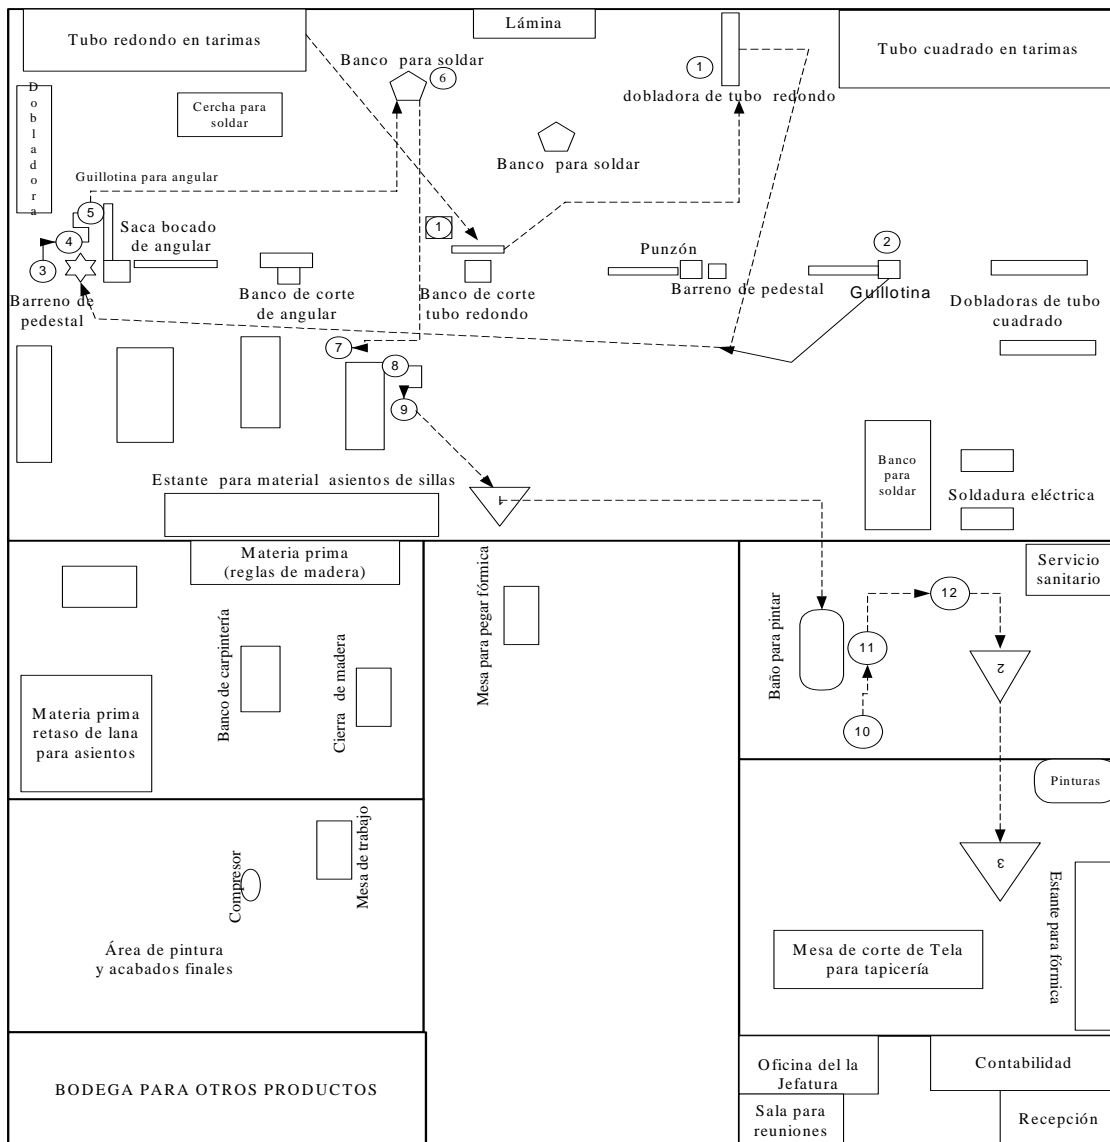 Tubo redondo en tarimas
Lámina
Tubo cuadrado en tarimas
Banco para soldar
6
1
dobladora de tubo redondo
Dobladora
Cercha para
soldar
Banco para soldar
Guillotina para angular
5
4
3
Saca bocado
de angular
1
Punzón
2
Barreno de
pedestal
Banco de corte
de angular
Banco de corte
tubo redondo
Barreno de pedestal
Guillotina
Dobladoras de tubo
cuadrado
7
8
9
Estante para material asientos de sillas
1
Banco
para
soldar
Soldadura eléctrica
Materia prima
(reglas de madera)
Mesa para pegar fórmica
Servicio
sanitario
Baño para pintar
12
11
10
2
Banco de carpintería
Cierra de madera
Materia prima
retaso de lana
para asientos
Pinturas
Compresor
Mesa de trabajo
3
Estante para fórmica
Área de pintura
y acabados finales
Mesa de corte de Tela
para tapicería
BODEGA PARA OTROS PRODUCTOS
Oficina del la
Jefatura
Contabilidad
Sala para
reuniones
Recepción